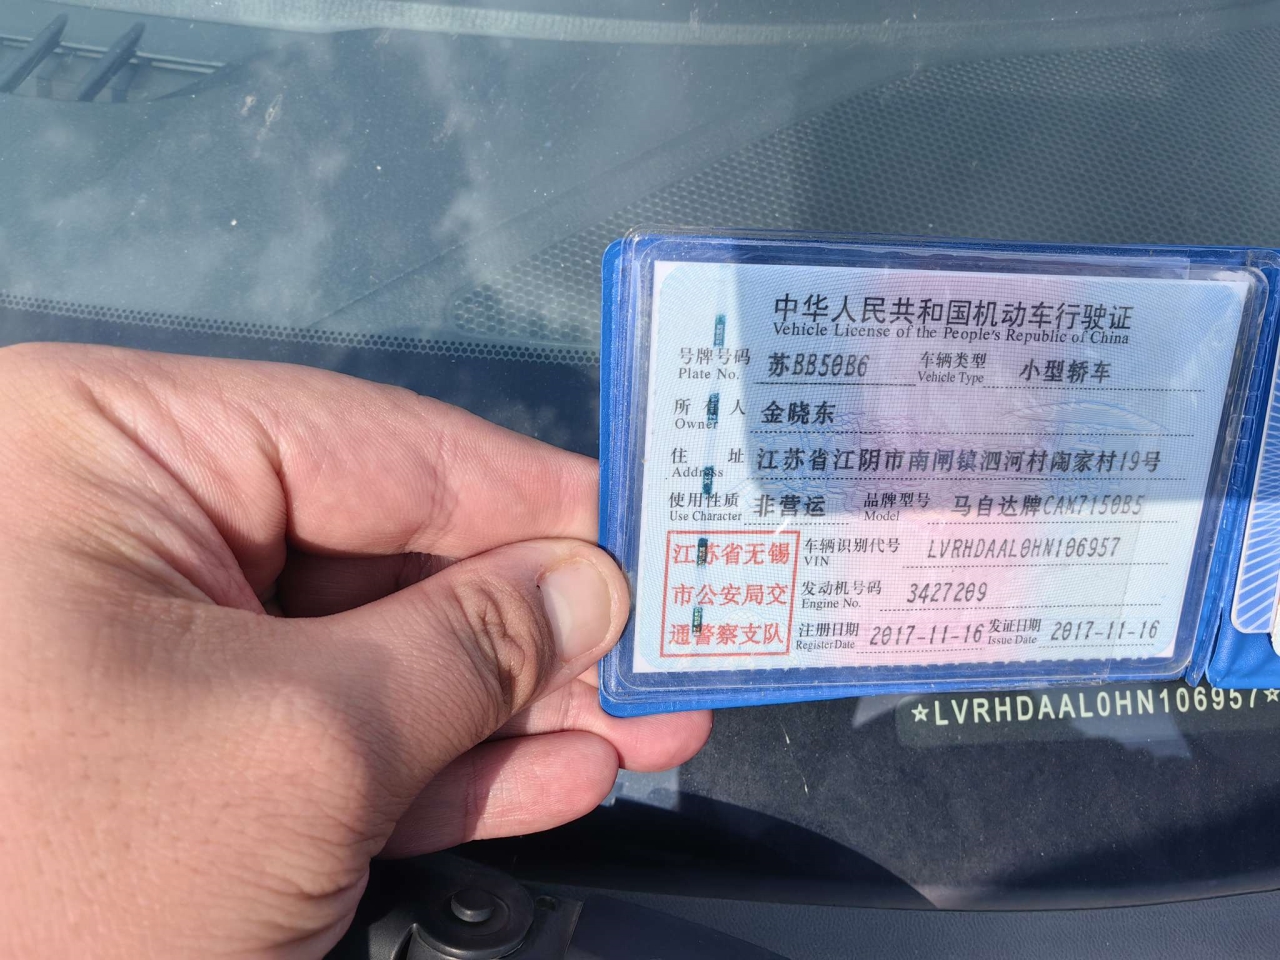 中华人民共和国机动车行驶证
Vehicle License of the People's Republic of China
号牌号码 苏BB50B6 车辆类型 小型轿车
Plate No. Vehicle Type
所有人 金晓东
Owner
住址 江苏省江阴市南闸镇泗河村陶家村19号
Address
使用性质 非营运 品牌型号 马自达牌CAM7150B5
Use Character Model
江苏省无锡
市公安局交
通警察支队
车辆识别代号 LVRHDAAL0HN106957
VIN
发动机号码 3427209
Engine No.
注册日期 2017-11-16 发证日期 2017-11-16
Register Date Issue Date
☆LVRHDAAL0HN106957☆